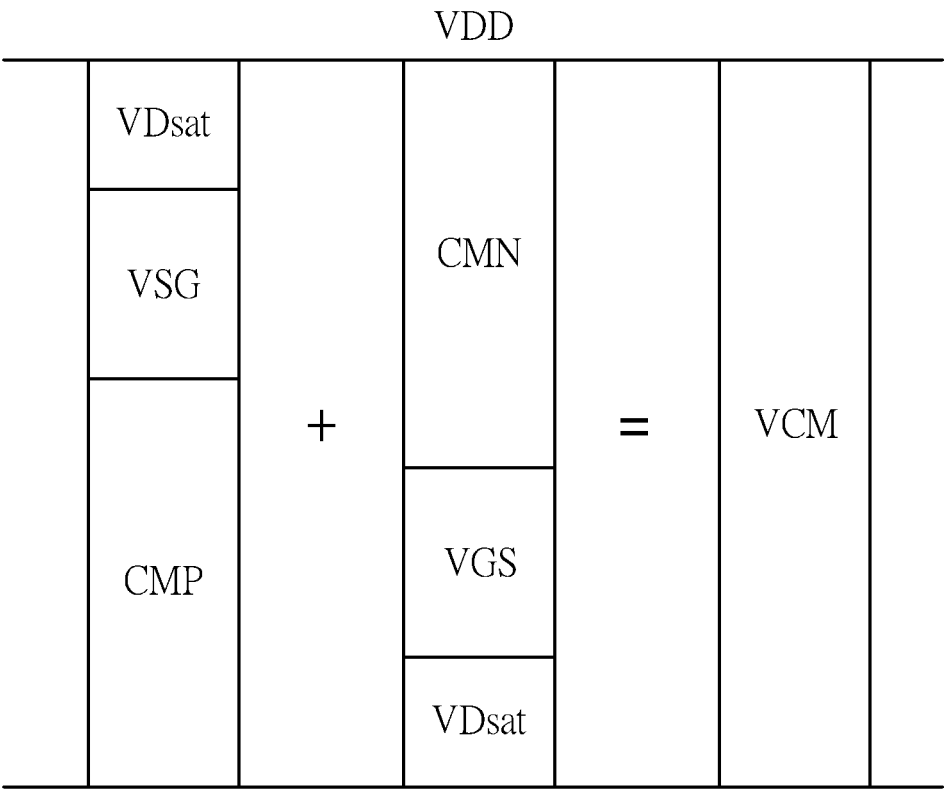 VDD
VDsat
VSG
CMP
+
CMN
VGS
VDsat
=
VCM